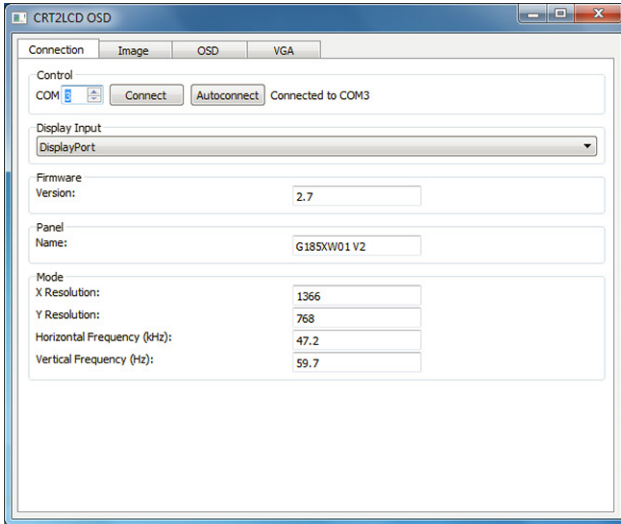 CRT2LCD OSD
Connection Image OSD VGA
Control
COM 3 Connect Autoconnect Connected to COM3
Display Input
DisplayPort
Firmware
Version: 2.7
Panel
Name: G185XW01 V2
Mode
X Resolution: 1366
Y Resolution: 768
Horizontal Frequency (kHz): 47.2
Vertical Frequency (Hz): 59.7